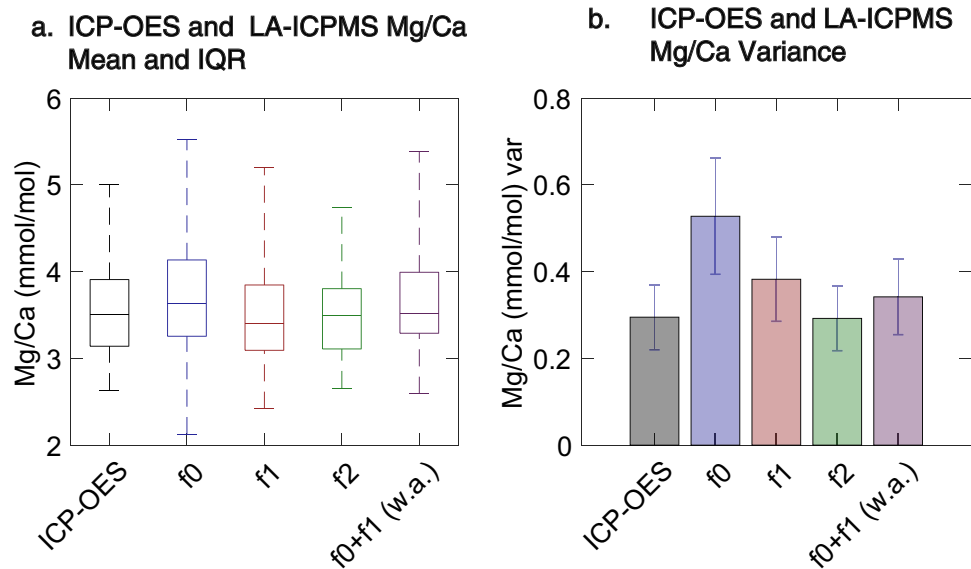 a. ICP-OES and LA-ICPMS Mg/Ca
Mean and IQR
Mg/Ca (mmol/mol)
6
5
4
3
2
ICP-OES
f0
f1
f2
f0+f1 (w.a.)
b. ICP-OES and LA-ICPMS
Mg/Ca Variance
Mg/Ca (mmol/mol) var
0.8
0.6
0.4
0.2
0
ICP-OES
f0
f1
f2
f0+f1 (w.a.)